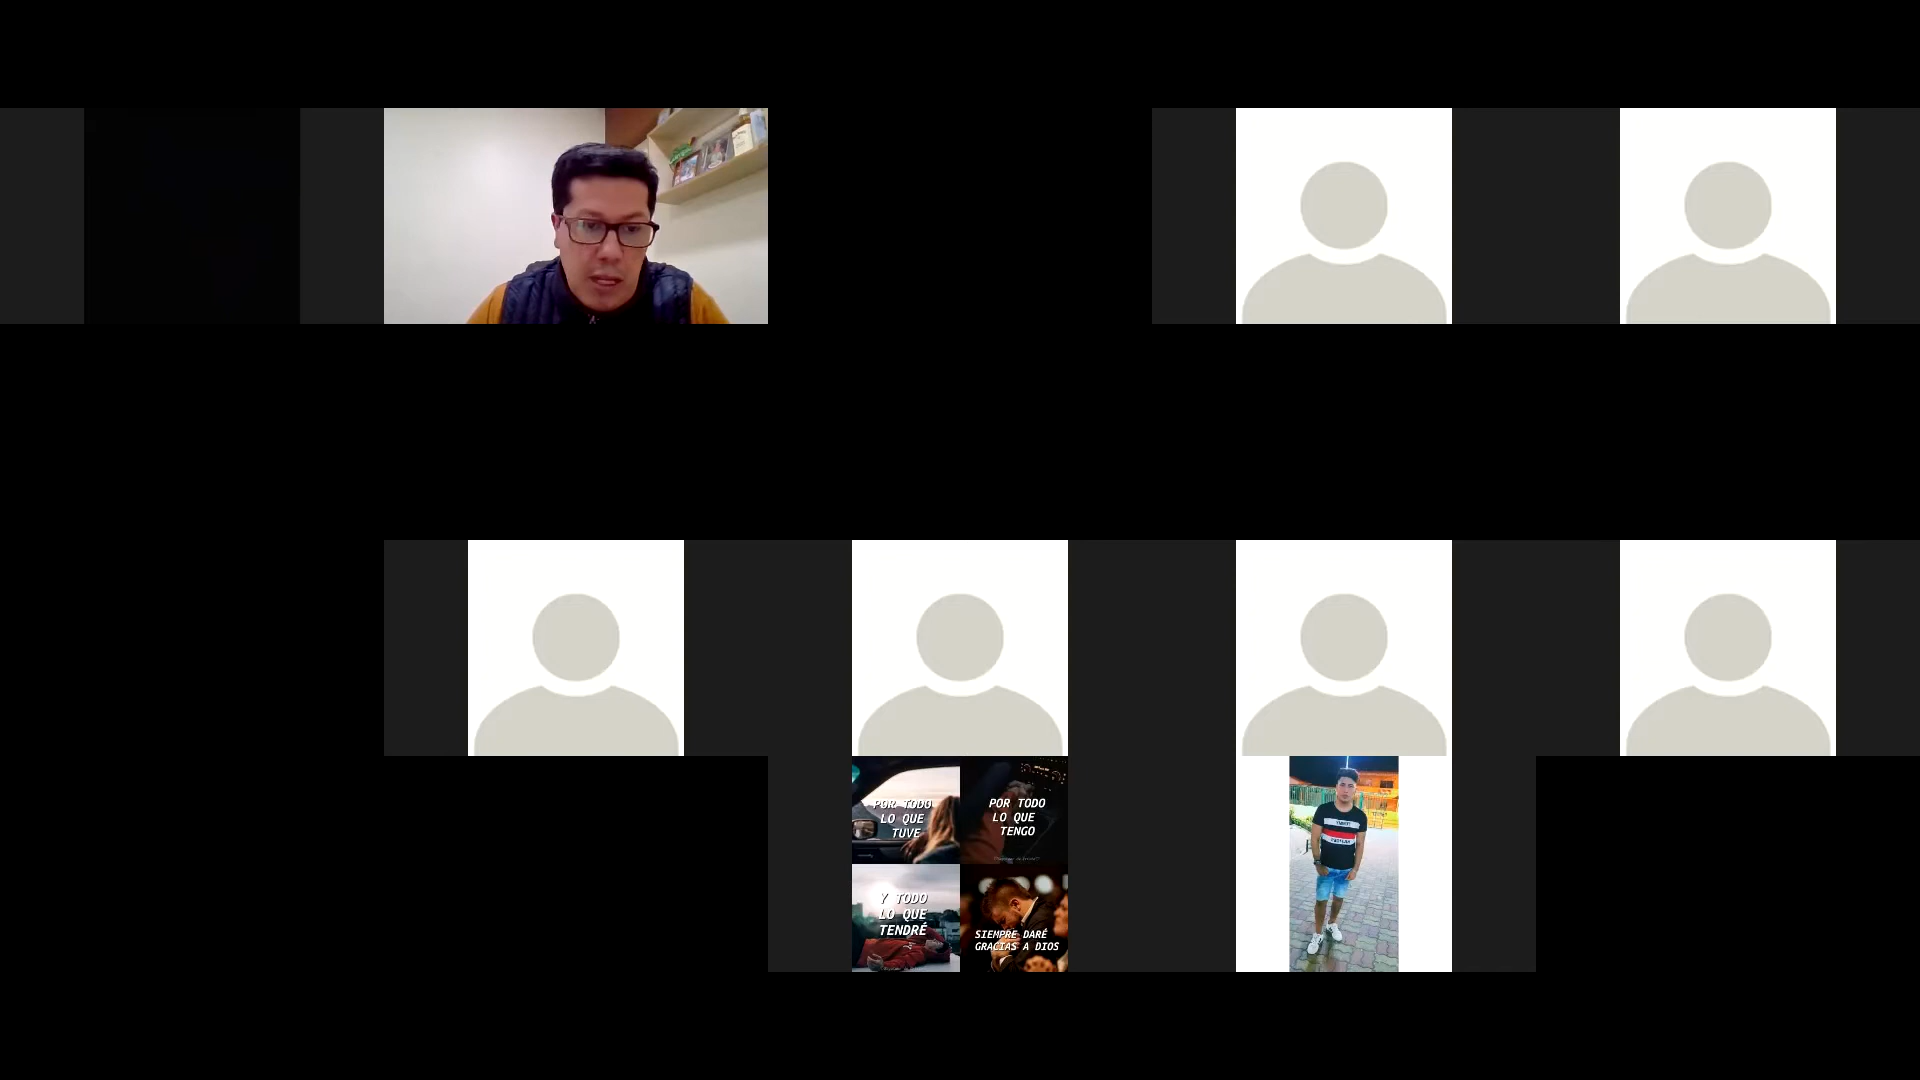 POR TODO
LO QUE
TUVE
POR TODO
LO QUE
TENGO
Y TODO
LO QUE
TENDRÉ
SIEMPRE DARÉ
GRACIAS A DIOS